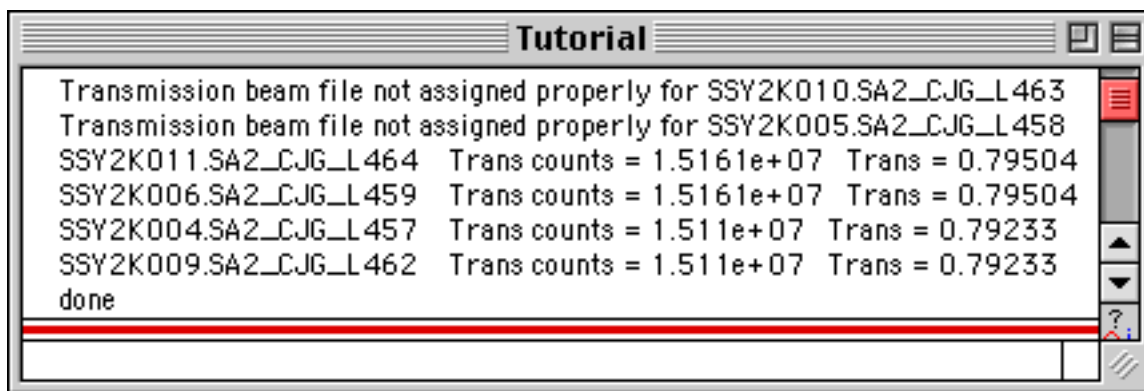 Tutorial
Transmission beam file not assigned properly for SSY2K010.SA2_CJG_L463
Transmission beam file not assigned properly for SSY2K005.SA2_CJG_L458
SSY2K011.SA2_CJG_L464 Trans counts = 1.5161e+07 Trans = 0.79504
SSY2K006.SA2_CJG_L459 Trans counts = 1.5161e+07 Trans = 0.79504
SSY2K004.SA2_CJG_L457 Trans counts = 1.511e+07 Trans = 0.79233
SSY2K009.SA2_CJG_L462 Trans counts = 1.511e+07 Trans = 0.79233
done
?